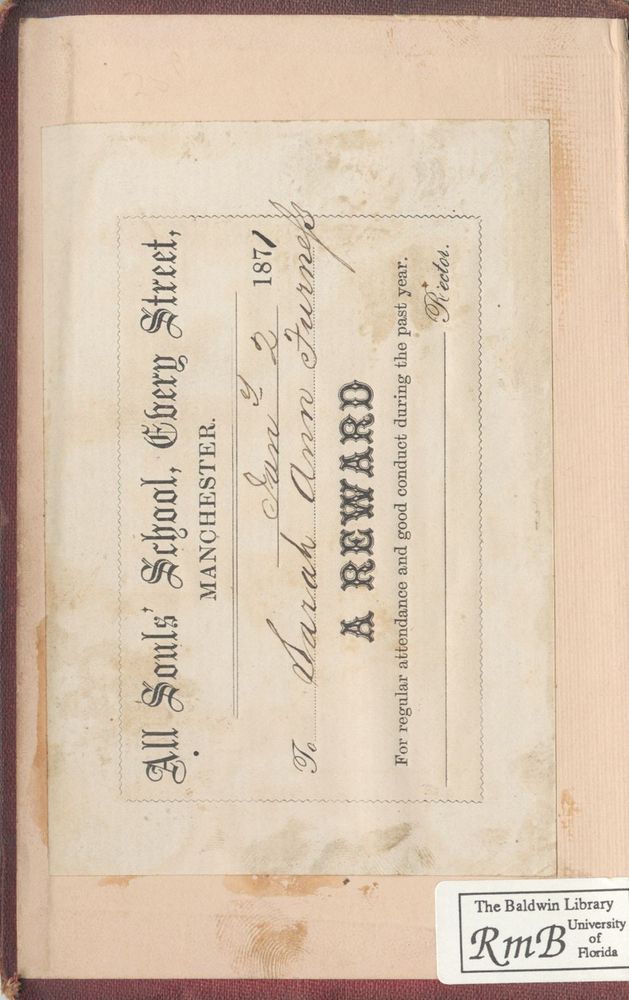 All Souls' School, Every Street,
MANCHESTER.
Jany 2 1871
To Sarah Ann Furness
A REWARD
For regular attendance and good conduct during the past year.
Rector.
The Baldwin Library
RmB University
of
Florida